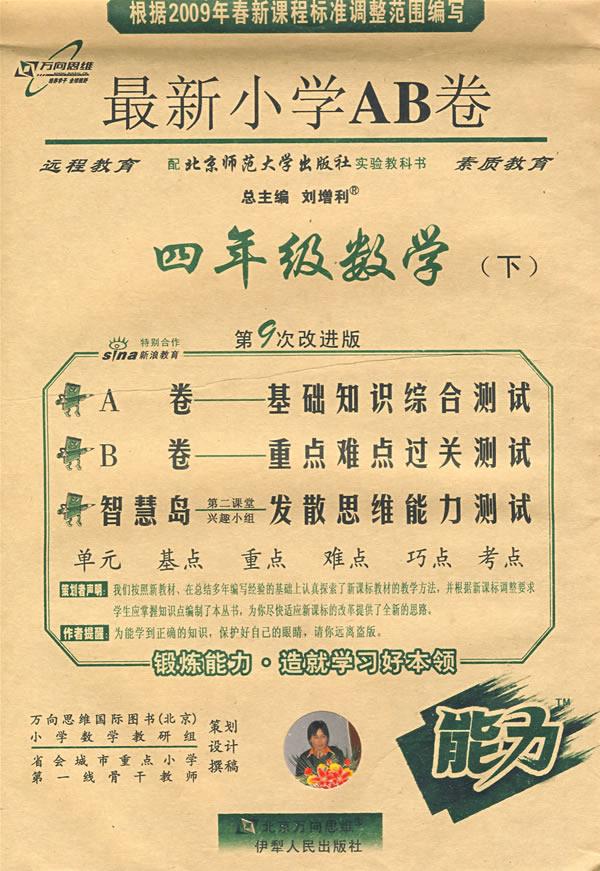 根据2009年春新课程标准调整范围编写
万向思维
最新小学AB卷
远程教育 配北京师范大学出版社实验教科书 素质教育
总主编 刘增利®
四年级数学（下）
sina 特别合作 新浪教育
第9次改进版
A 卷——基础知识综合测试
B 卷——重点难点过关测试
智慧岛 第二课堂 兴趣小组 发散思维能力测试
单元 基点 重点 难点 巧点 考点
策划者声明：我们按照新教材、在总结多年编写经验的基础上认真探索了新课标教材的教学方法，并根据新课标调整要求
学生应掌握知识点编制了本丛书，为你尽快适应新课标的改革提供了全新的思路。
作者提醒：为能学到正确的知识，保护好自己的眼睛，请你远离盗版。
锻炼能力·造就学习好本领
万向思维国际图书(北京)
小学数学教研组
省会城市重点小学
第一线骨干教师
策划
设计
撰稿
能力™
北京万向思维®
伊犁人民出版社